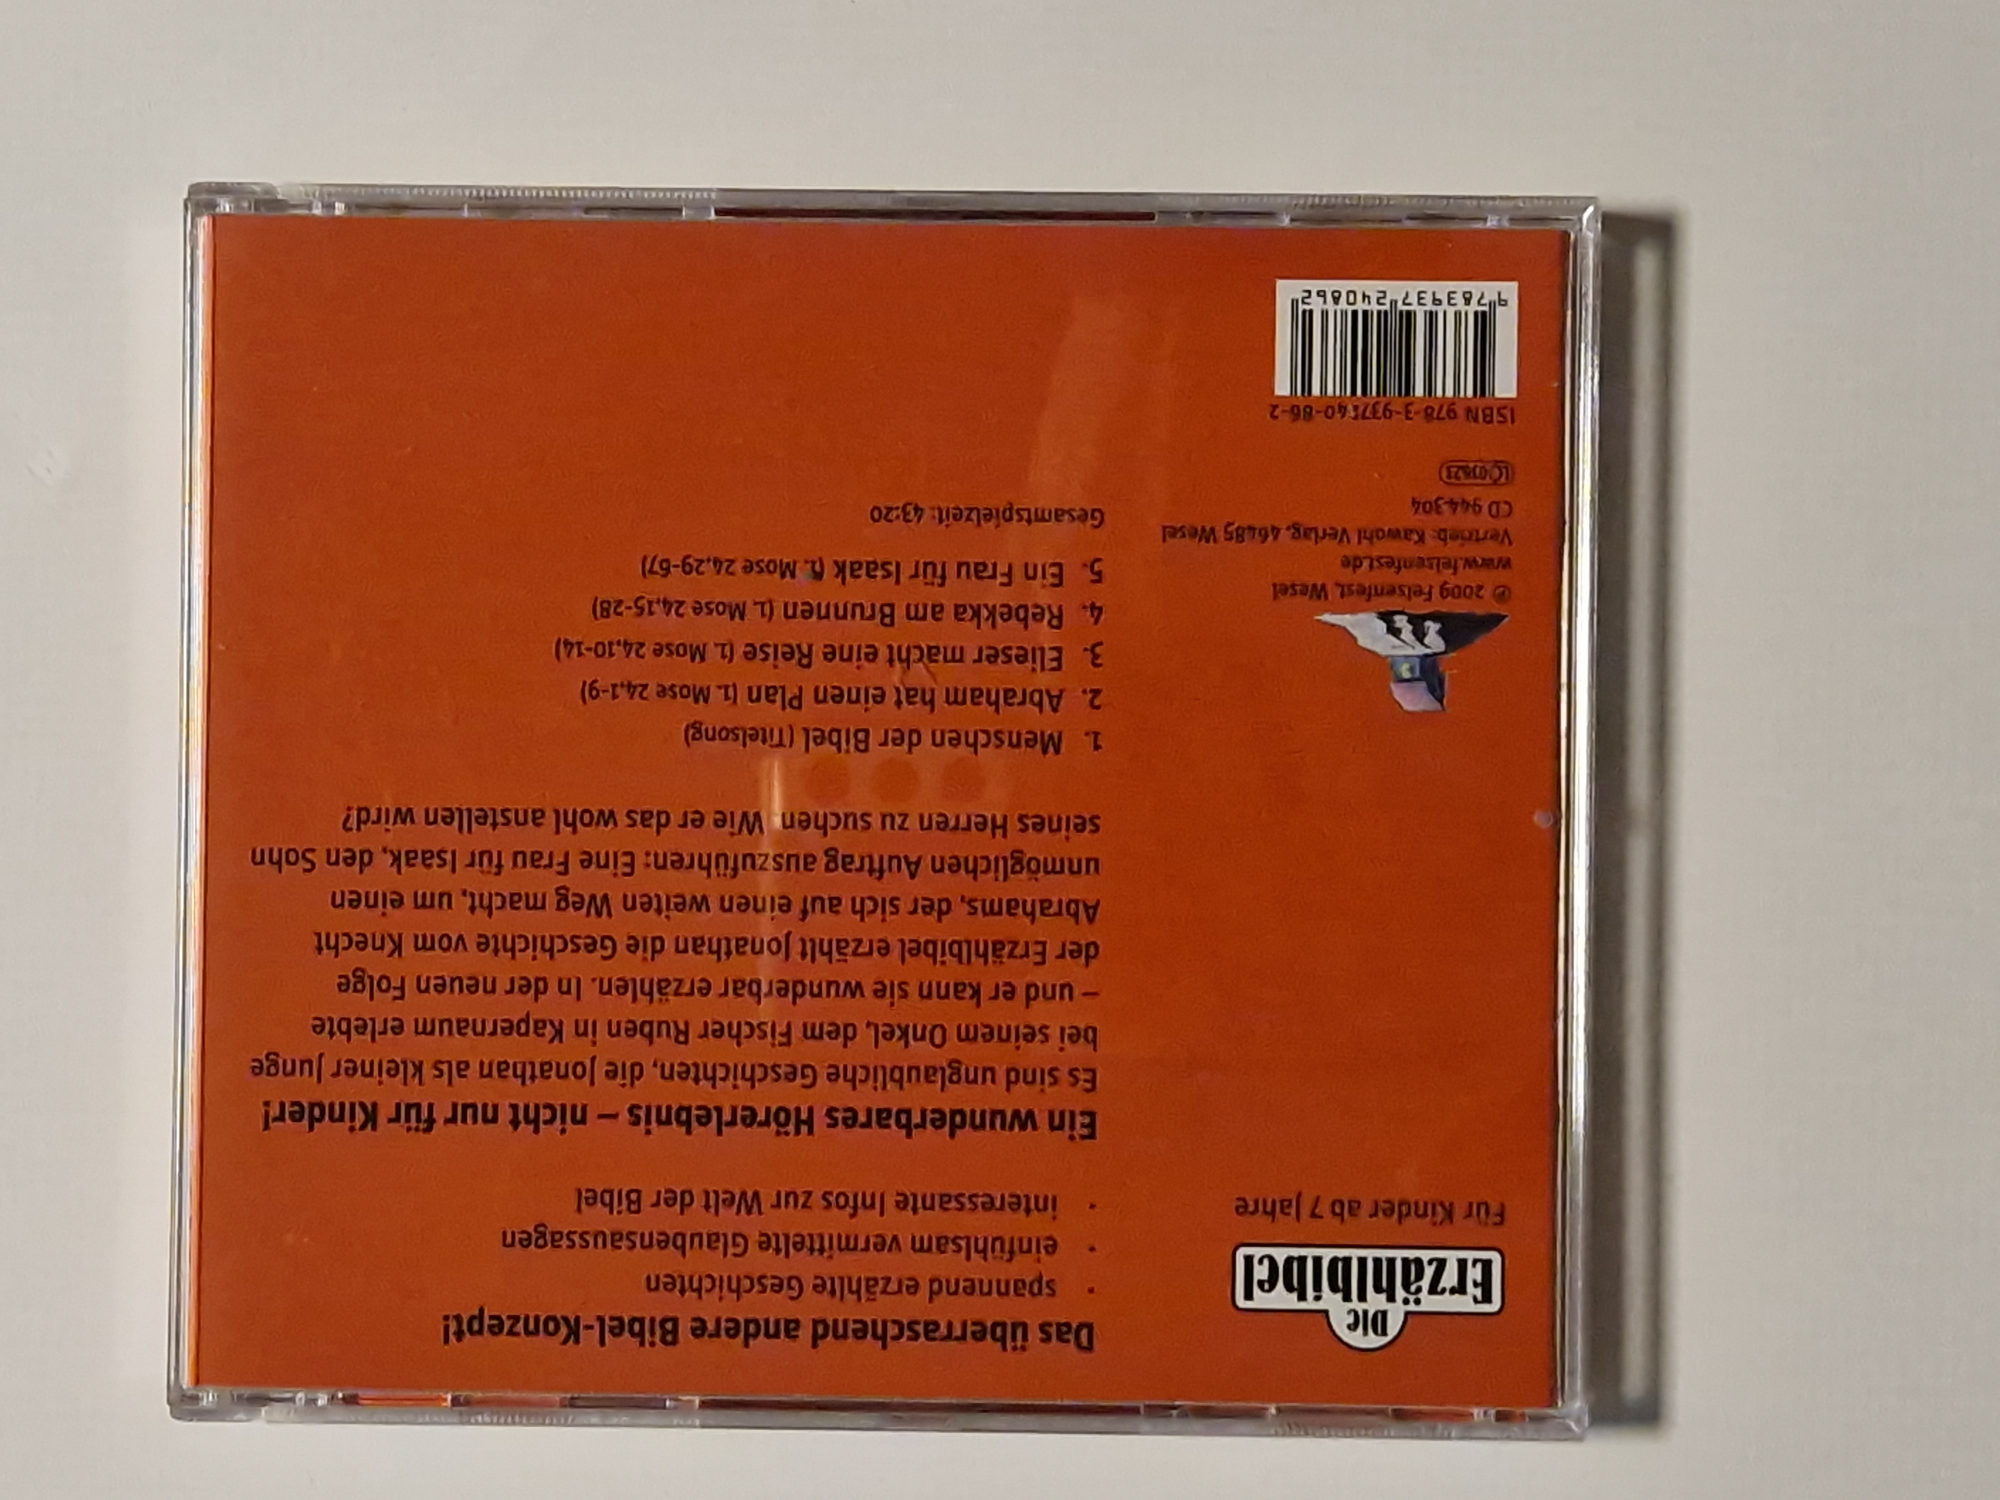 Die
Erzählbibel
Für Kinder ab 7 Jahre
Das überraschend andere Bibel-Konzept!
· spannend erzählte Geschichten
· einfühlsam vermittelte Glaubensaussagen
· interessante Infos zur Welt der Bibel
Ein wunderbares Hörerlebnis – nicht nur für Kinder!
Es sind unglaubliche Geschichten, die Jonathan als kleiner Junge
bei seinem Onkel, dem Fischer Ruben in Kapernaum erlebte
– und er kann sie wunderbar erzählen. In der neuen Folge
der Erzählbibel erzählt Jonathan die Geschichte vom Knecht
Abrahams, der sich auf einen weiten Weg macht, um einen
unmöglichen Auftrag auszuführen: Eine Frau für Isaak, den Sohn
seines Herren zu suchen. Wie er das wohl anstellen wird?
1. Menschen der Bibel (Titelsong)
2. Abraham hat einen Plan (1. Mose 24,1-9)
3. Elieser macht eine Reise (1. Mose 24,10-14)
4. Rebekka am Brunnen (1. Mose 24,15-28)
5. Ein Frau für Isaak (1. Mose 24,29-67)
Gesamtspielzeit: 43:20
℗ 2009 Felsenfest, Wesel
www.felsenfest.de
Vertrieb: Kawohl Verlag, 46485 Wesel
CD 944.304
LC 03623
ISBN 978-3-937240-86-2
9 783937 240862